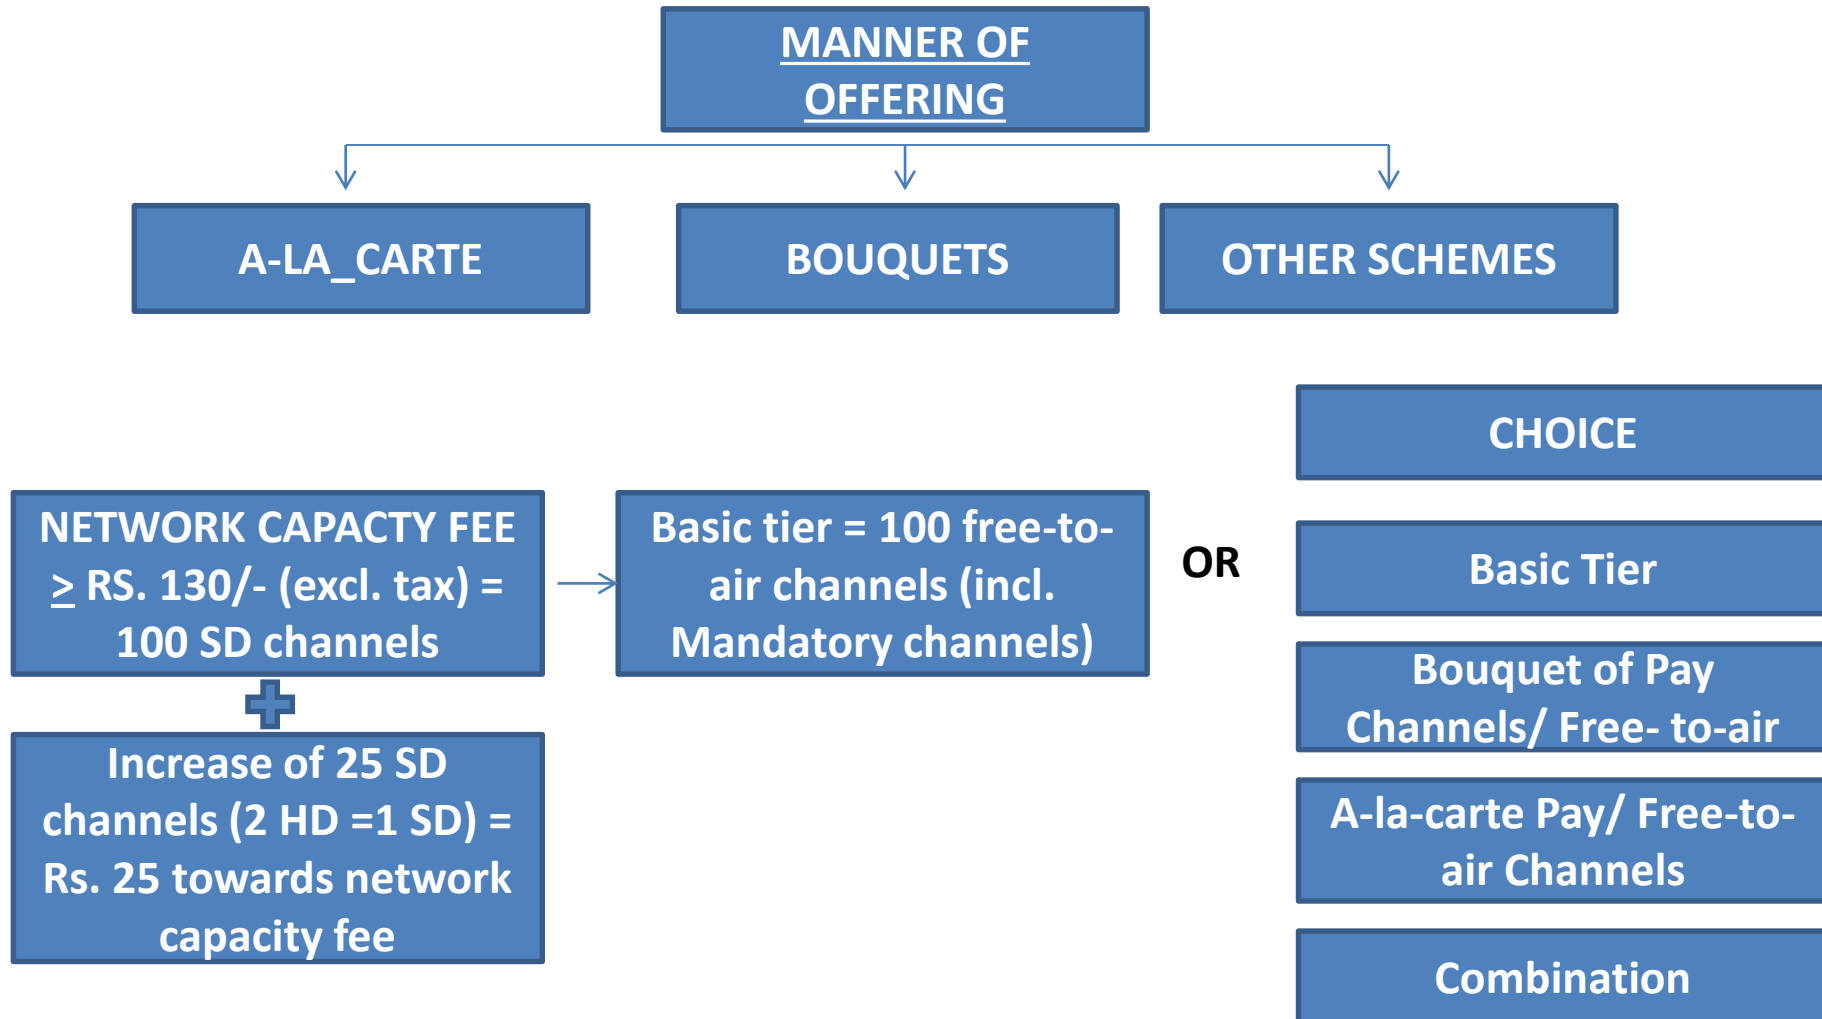 MANNER OF
OFFERING
A-LA_CARTE
BOUQUETS
OTHER SCHEMES
NETWORK CAPACTY FEE
≥ RS. 130/- (excl. tax) =
100 SD channels
Increase of 25 SD
channels (2 HD =1 SD) =
Rs. 25 towards network
capacity fee
Basic tier = 100 free-to-
air channels (incl.
Mandatory channels)
OR
CHOICE
Basic Tier
Bouquet of Pay
Channels/ Free- to-air
A-la-carte Pay/ Free-to-
air Channels
Combination